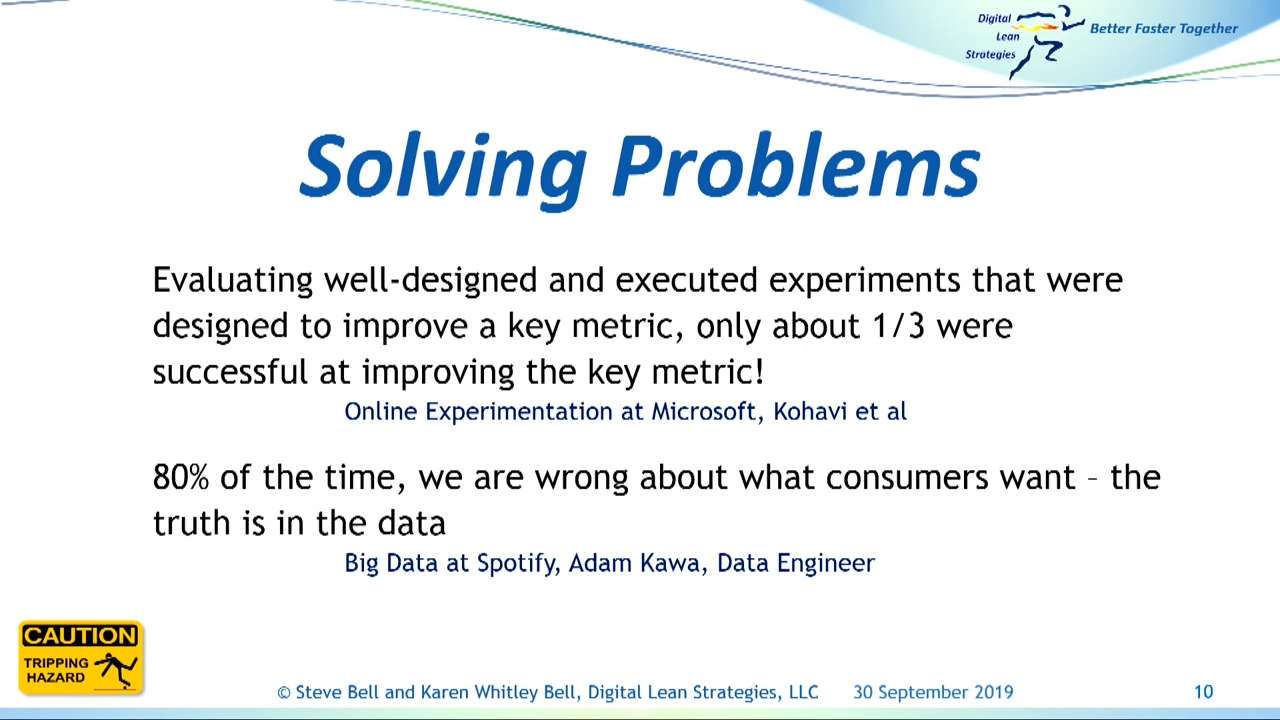 Digital
Lean
Strategies
Better Faster Together
Solving Problems
Evaluating well-designed and executed experiments that were
designed to improve a key metric, only about 1/3 were
successful at improving the key metric!
Online Experimentation at Microsoft, Kohavi et al
80% of the time, we are wrong about what consumers want – the
truth is in the data
Big Data at Spotify, Adam Kawa, Data Engineer
CAUTION
TRIPPING
HAZARD
© Steve Bell and Karen Whitley Bell, Digital Lean Strategies, LLC 30 September 2019 10